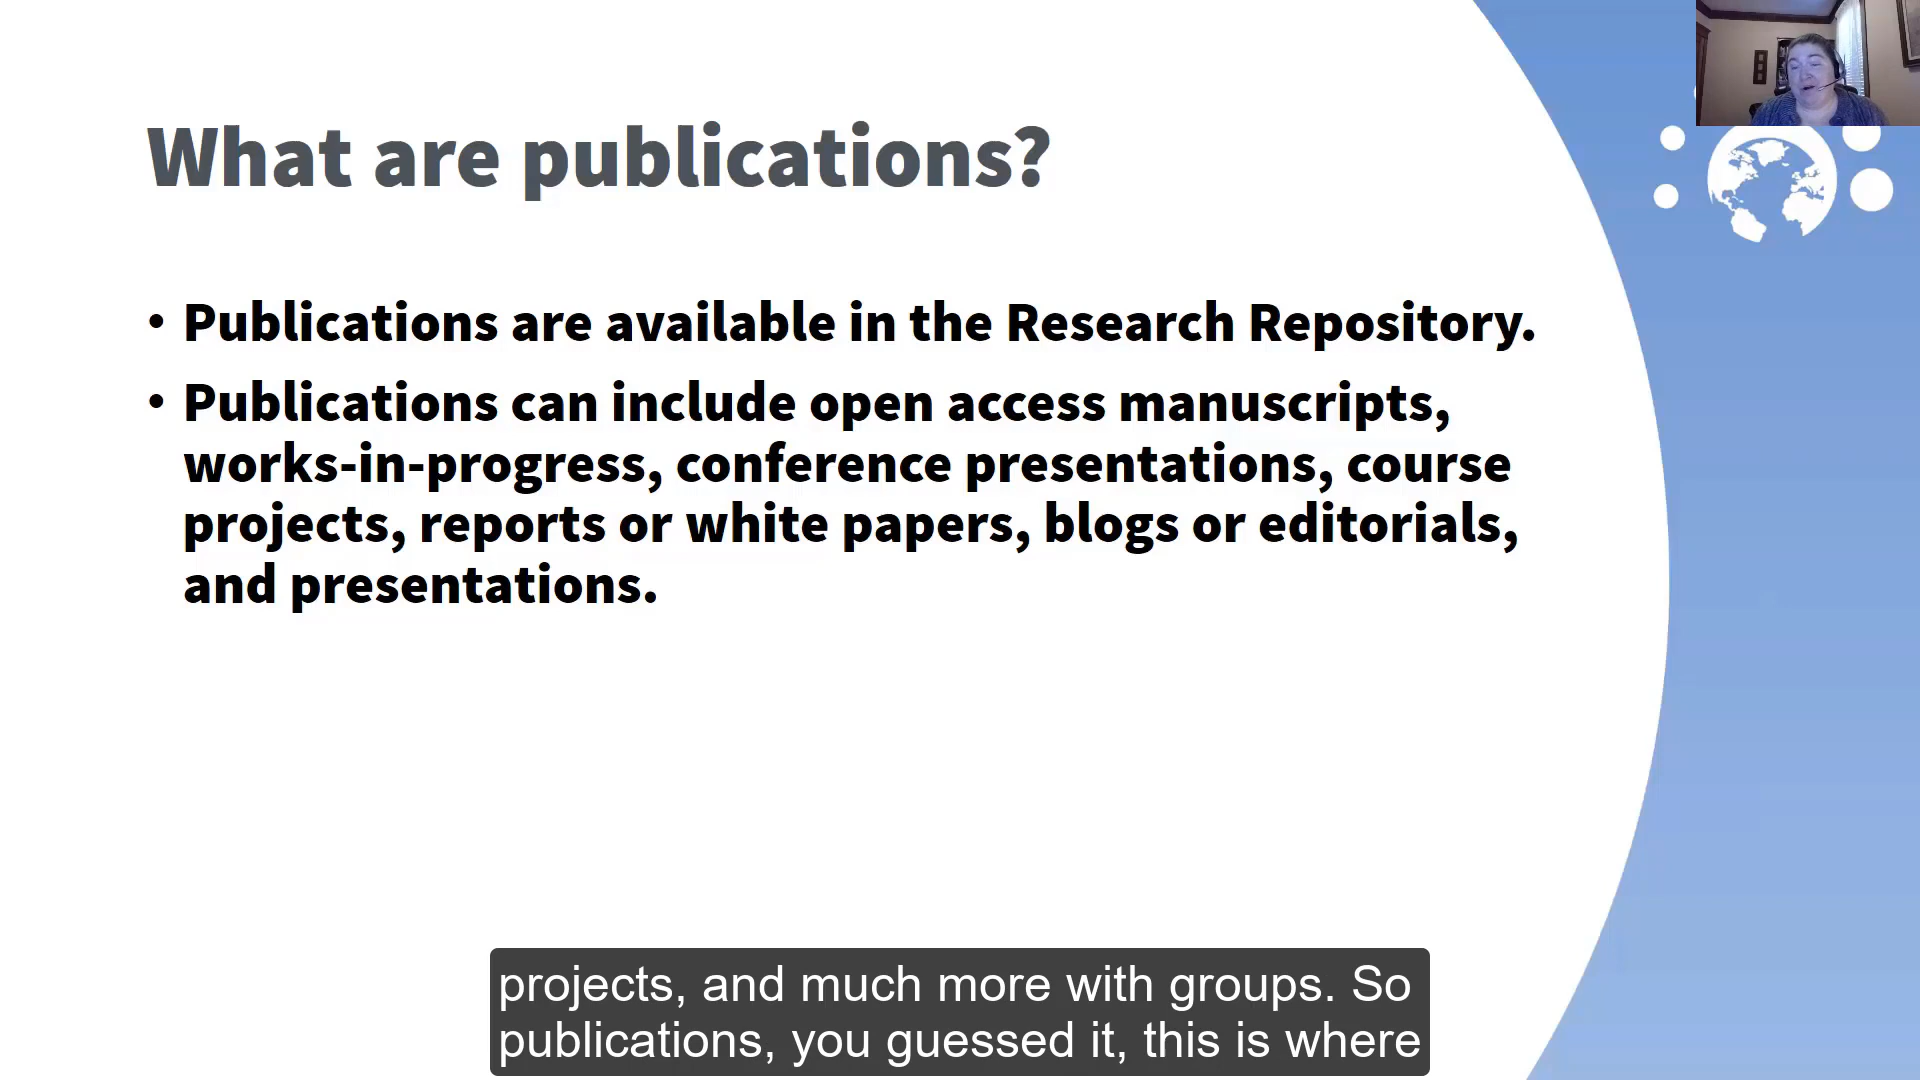 What are publications?
• Publications are available in the Research Repository.
• Publications can include open access manuscripts,
works-in-progress, conference presentations, course
projects, reports or white papers, blogs or editorials,
and presentations.
projects, and much more with groups. So
publications, you guessed it, this is where